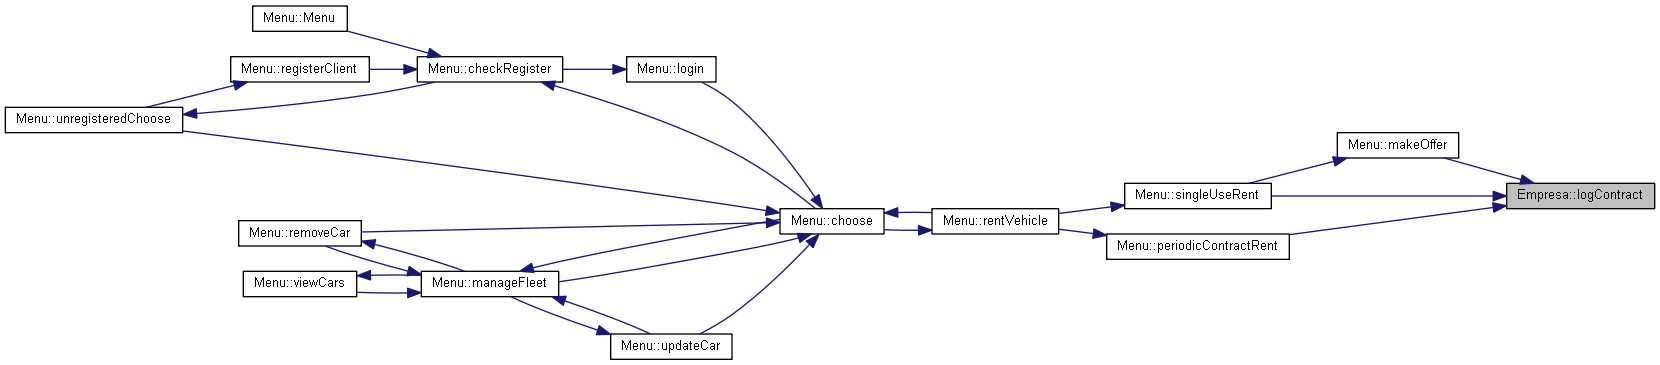 Menu::Menu
Menu::registerClient
Menu::checkRegister
Menu::login
Menu::unregisteredChoose
Menu::makeOffer
Menu::singleUseRent
Empresa::logContract
Menu::removeCar
Menu::choose
Menu::rentVehicle
Menu::periodicContractRent
Menu::viewCars
Menu::manageFleet
Menu::updateCar